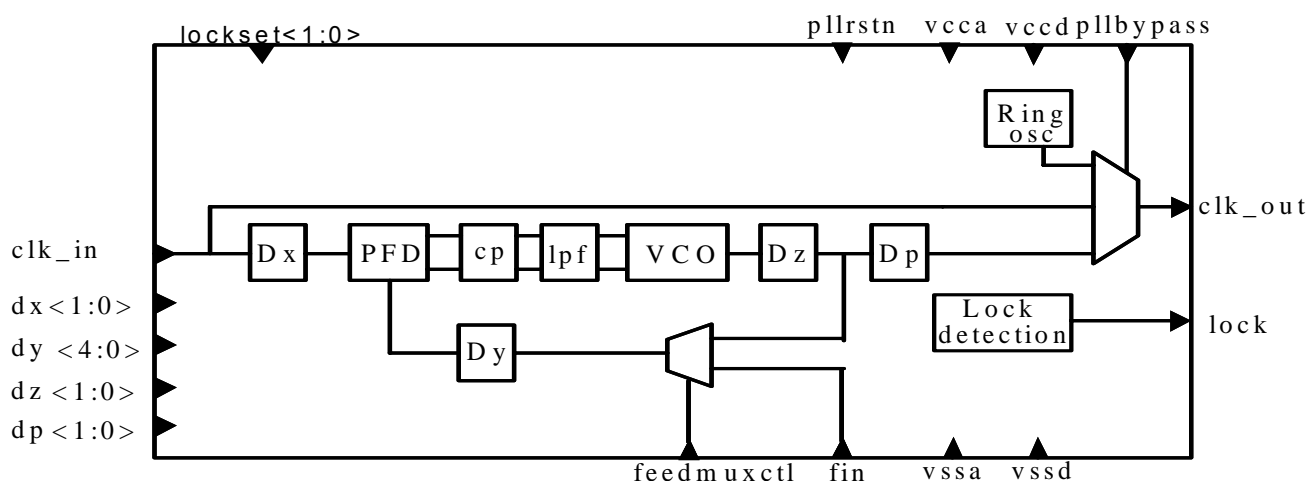 lockset<1:0>
pllrstn
vcca
vccd
pllbypass
Ring
osc
clk_out
clk_in
Dx
PFD
cp
lpf
VCO
Dz
Dp
dx<1:0>
Lock
detection
lock
dy <4:0>
Dy
dz <1:0>
dp <1:0>
feedmuxctl
fin
vssa
vssd